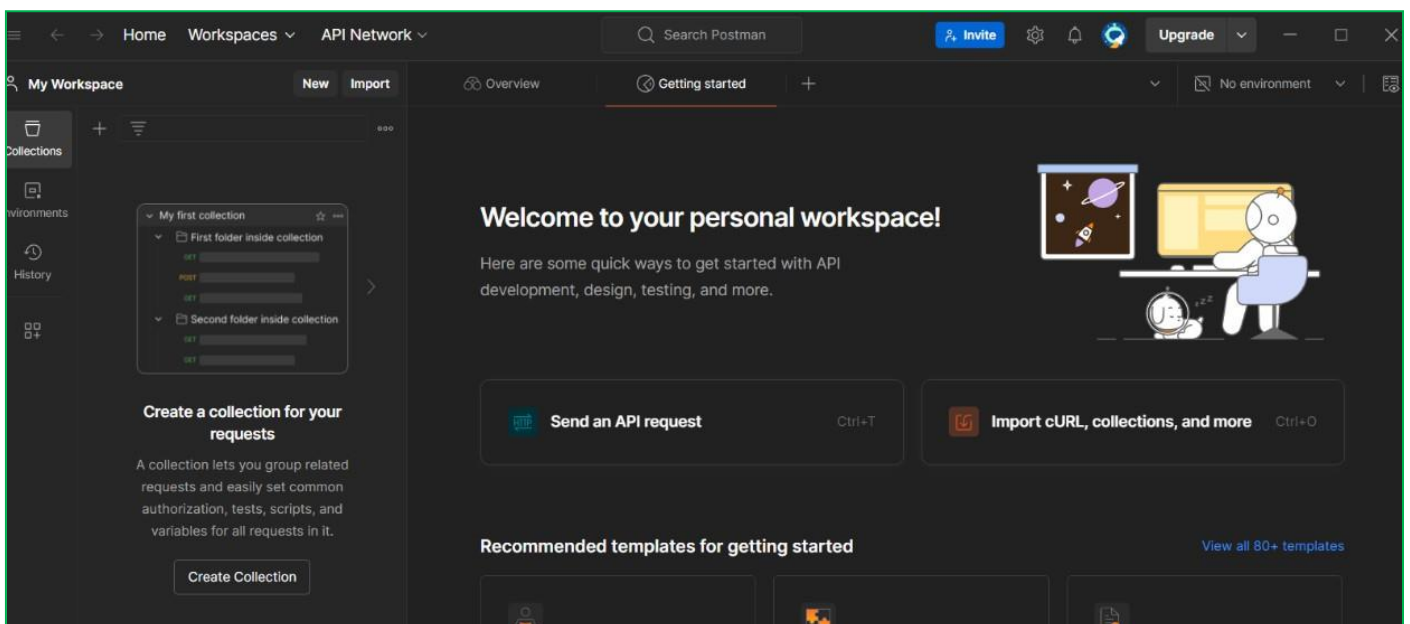 Home Workspaces API Network Search Postman Invite Upgrade
My Workspace New Import Overview Getting started No environment
Collections
nvironments
History
My first collection
First folder inside collection
GET
POST
GET
Second folder inside collection
GET
GET
Create a collection for your
requests
A collection lets you group related
requests and easily set common
authorization, tests, scripts, and
variables for all requests in it.
Create Collection
Welcome to your personal workspace!
Here are some quick ways to get started with API
development, design, testing, and more.
zzz
Send an API request Ctrl+T
Import cURL, collections, and more Ctrl+O
Recommended templates for getting started View all 80+ templates